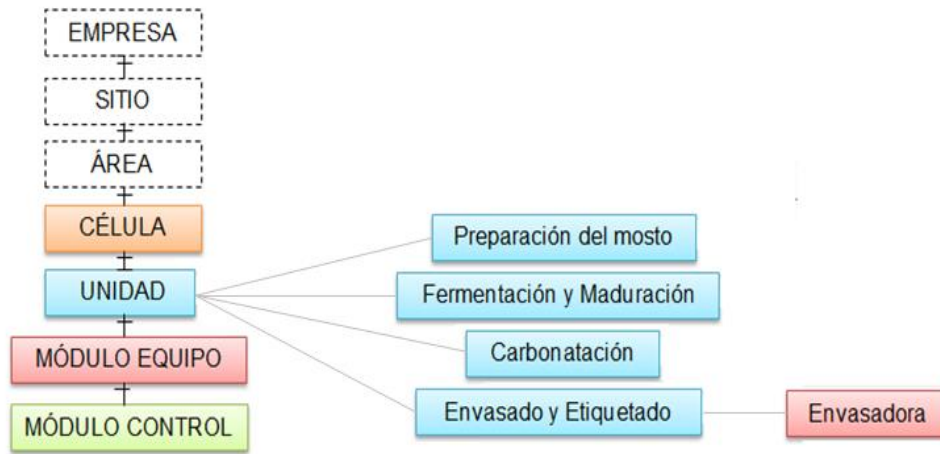 EMPRESA
SITIO
ÁREA
CÉLULA
UNIDAD
MÓDULO EQUIPO
MÓDULO CONTROL
Preparación del mosto
Fermentación y Maduración
Carbonatación
Envasado y Etiquetado
Envasadora